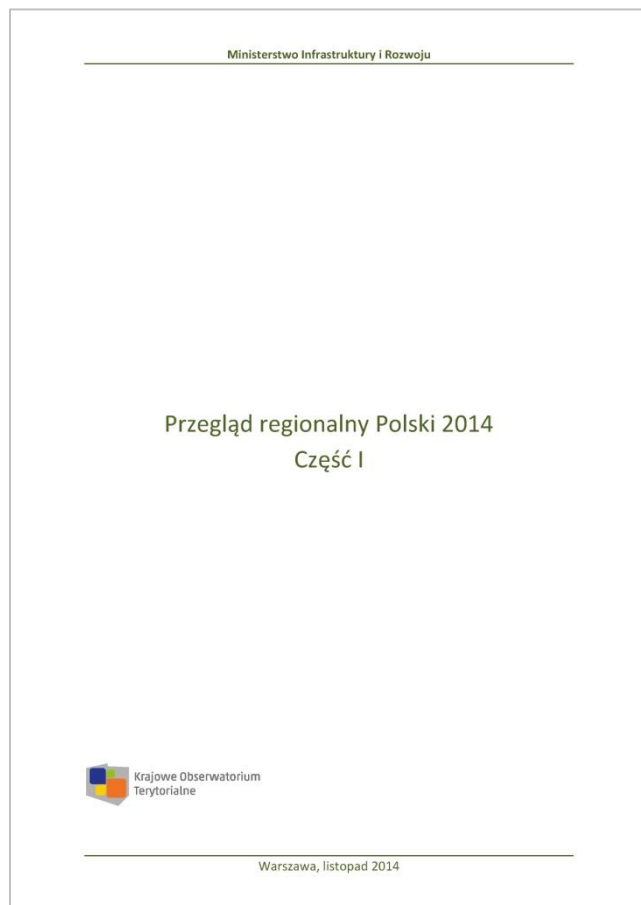 Ministerstwo Infrastruktury i Rozwoju
Przegląd regionalny Polski 2014
Część I
Krajowe Obserwatorium
Terytorialne
Warszawa, listopad 2014